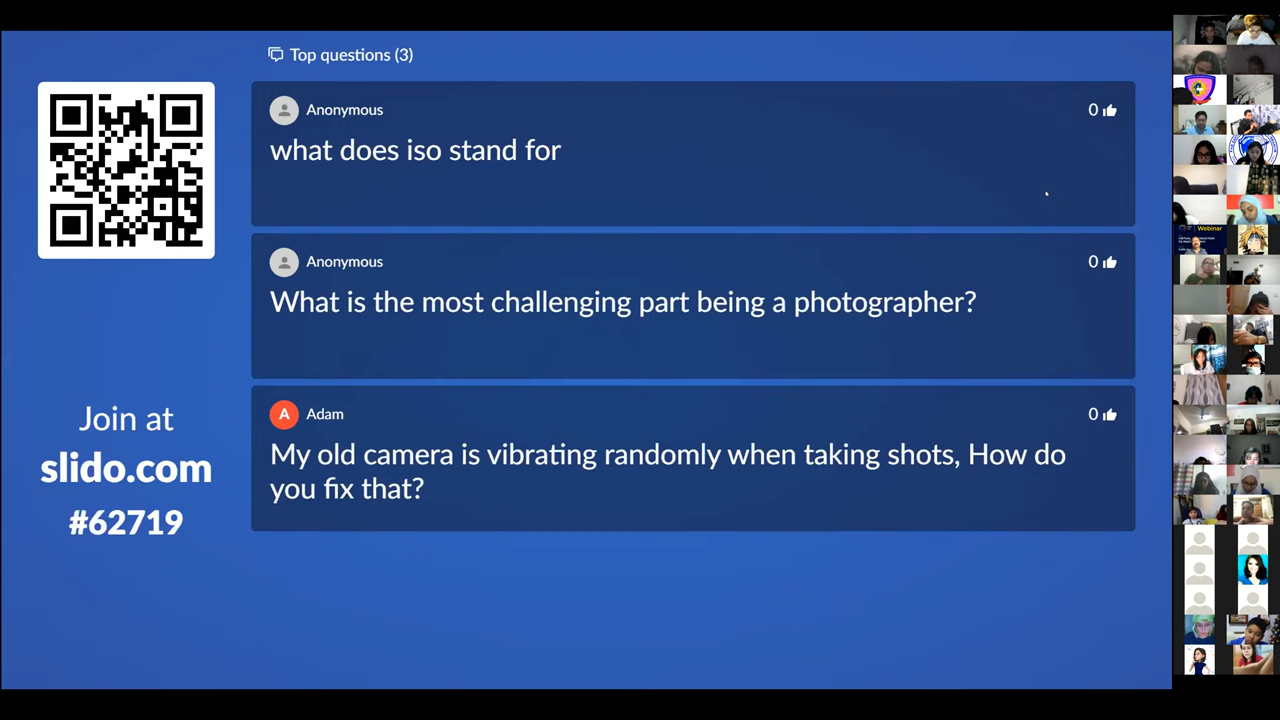 Top questions (3)
Anonymous
0
what does iso stand for
Anonymous
0
What is the most challenging part being a photographer?
Join at
slido.com
#62719
A Adam
0
My old camera is vibrating randomly when taking shots, How do
you fix that?
Webinar